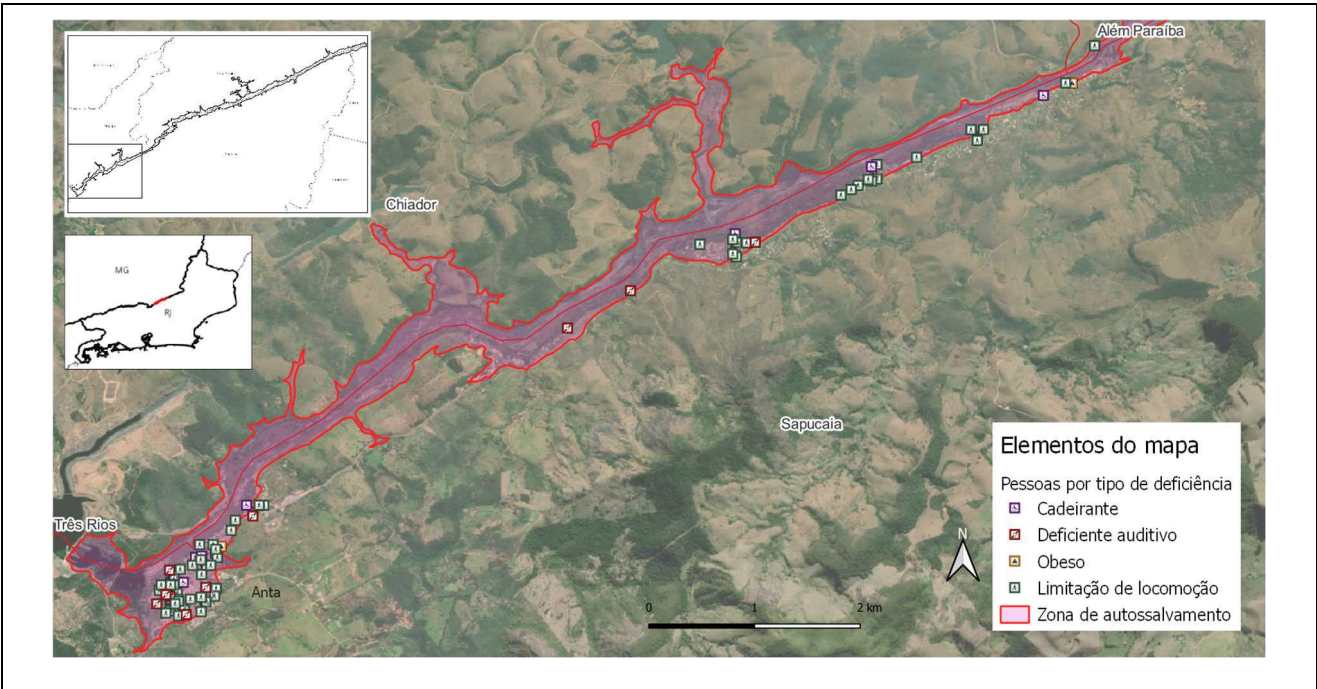 Além Paraíba
Chiador
MG
RJ
Sapucaia
Três Rios
Anta
N
0 1 2 km
Elementos do mapa
Pessoas por tipo de deficiência
Cadeirante
Deficiente auditivo
Obeso
Limitação de locomoção
Zona de autossalvamento